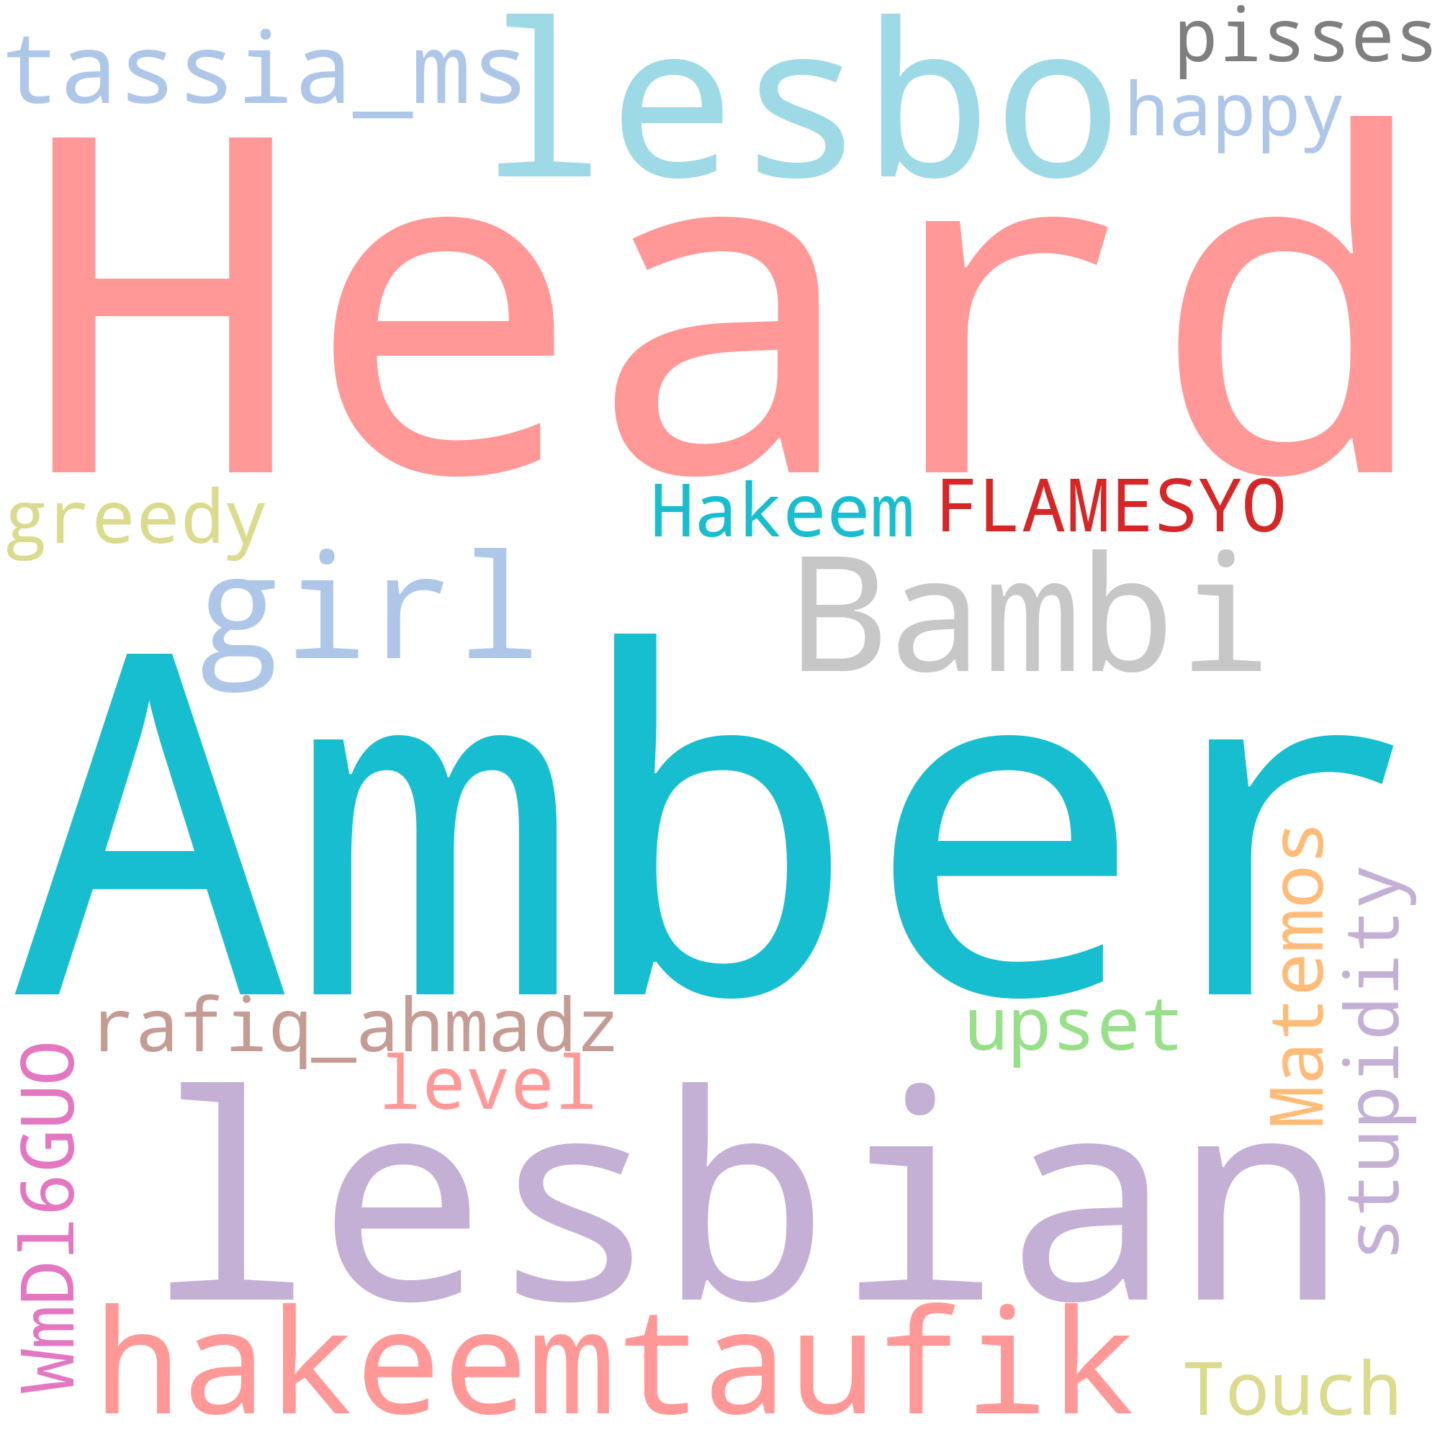 tassia_ms
lesbo
pisses
happy
Heard
greedy
Hakeem
FLAMESYO
girl
Bambi
Amber
Matemos
stupidity
rafiq_ahmadz
upset
level
WmDl6GUO
lesbian
hakeemtaufik
Touch